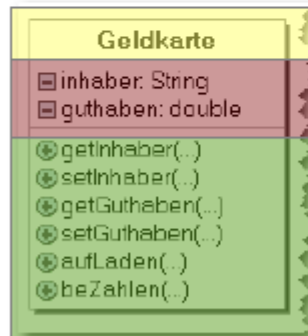 Geldkarte
inhaber: String
guthaben: double
getInhaber(..)
setInhaber(..)
getGuthaben(..)
setGuthaben(..)
aufLaden(..)
beZahlen(..)